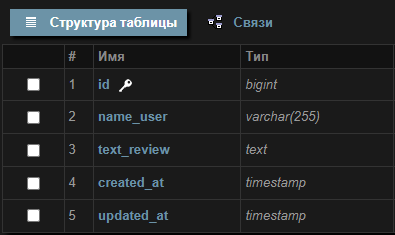 Структура таблицы Связи
# Имя Тип
1 id bigint
2 name_user varchar(255)
3 text_review text
4 created_at timestamp
5 updated_at timestamp